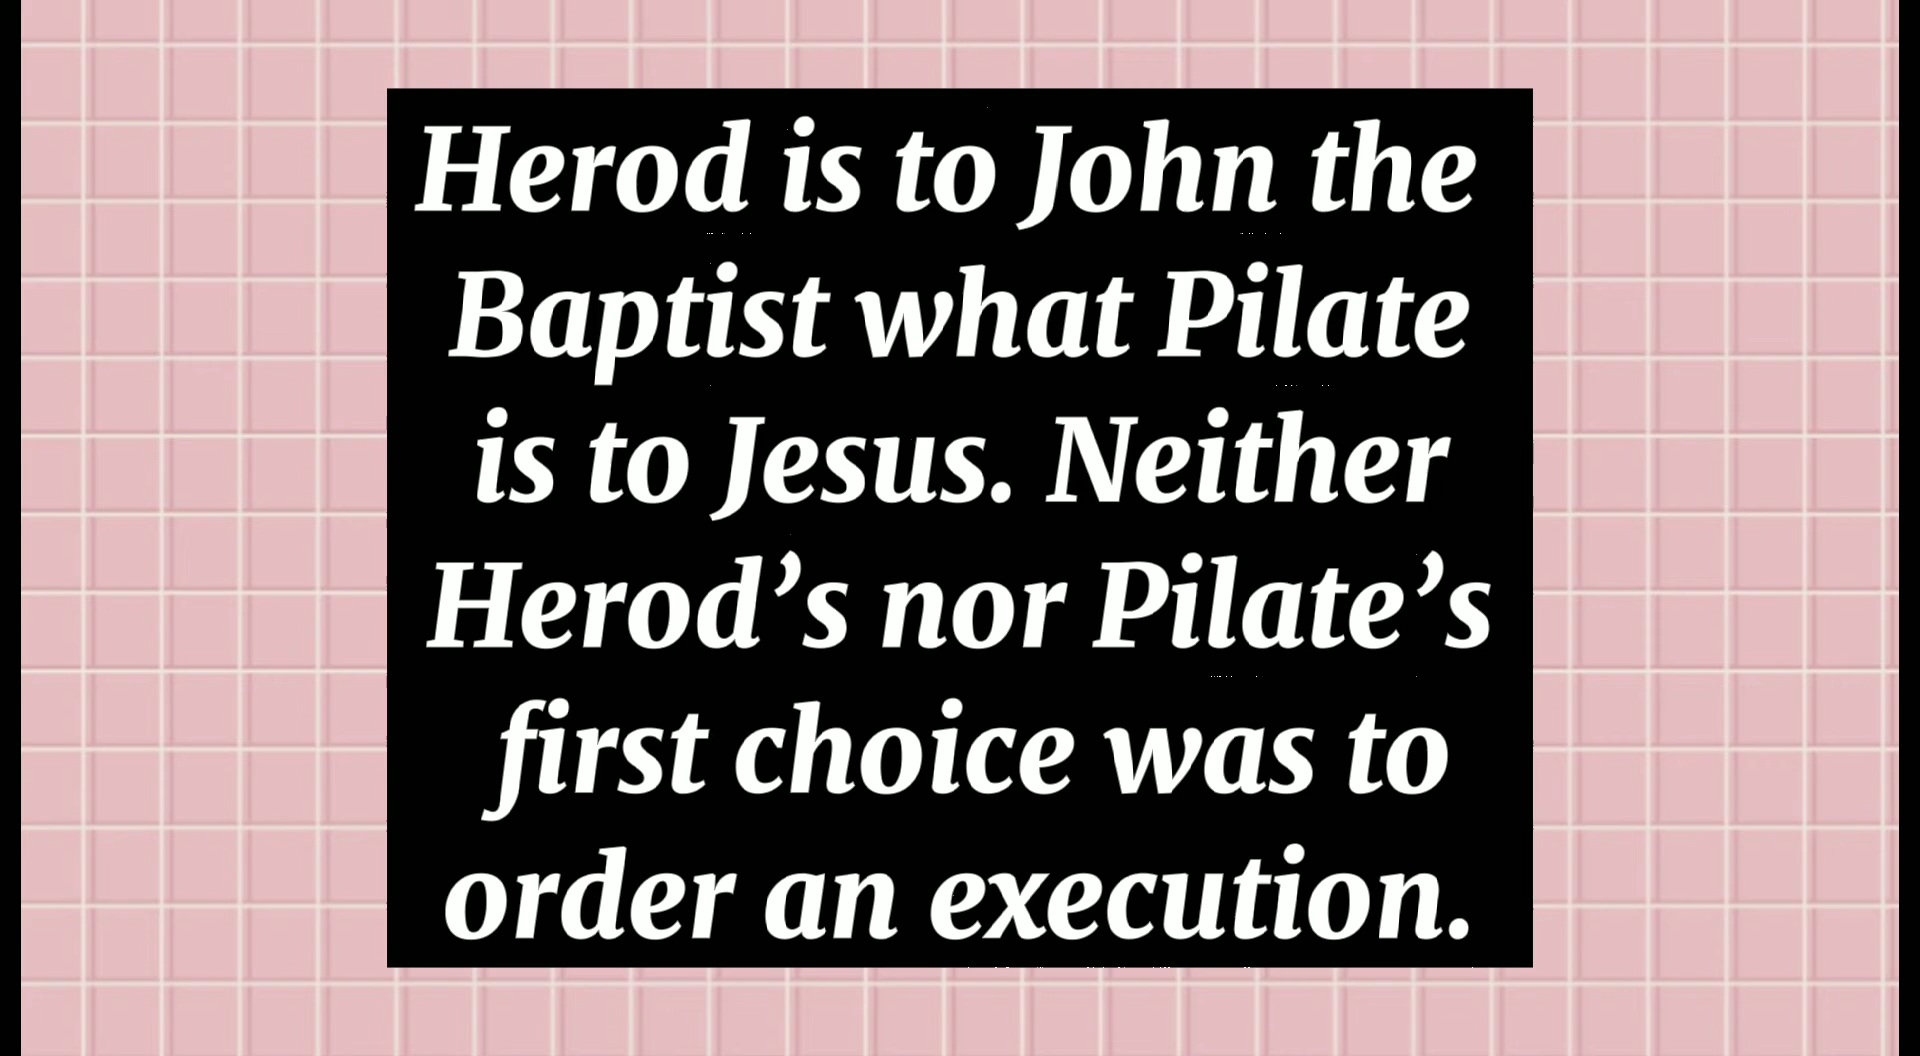 Herod is to John the
Baptist what Pilate
is to Jesus. Neither
Herod’s nor Pilate’s
first choice was to
order an execution.